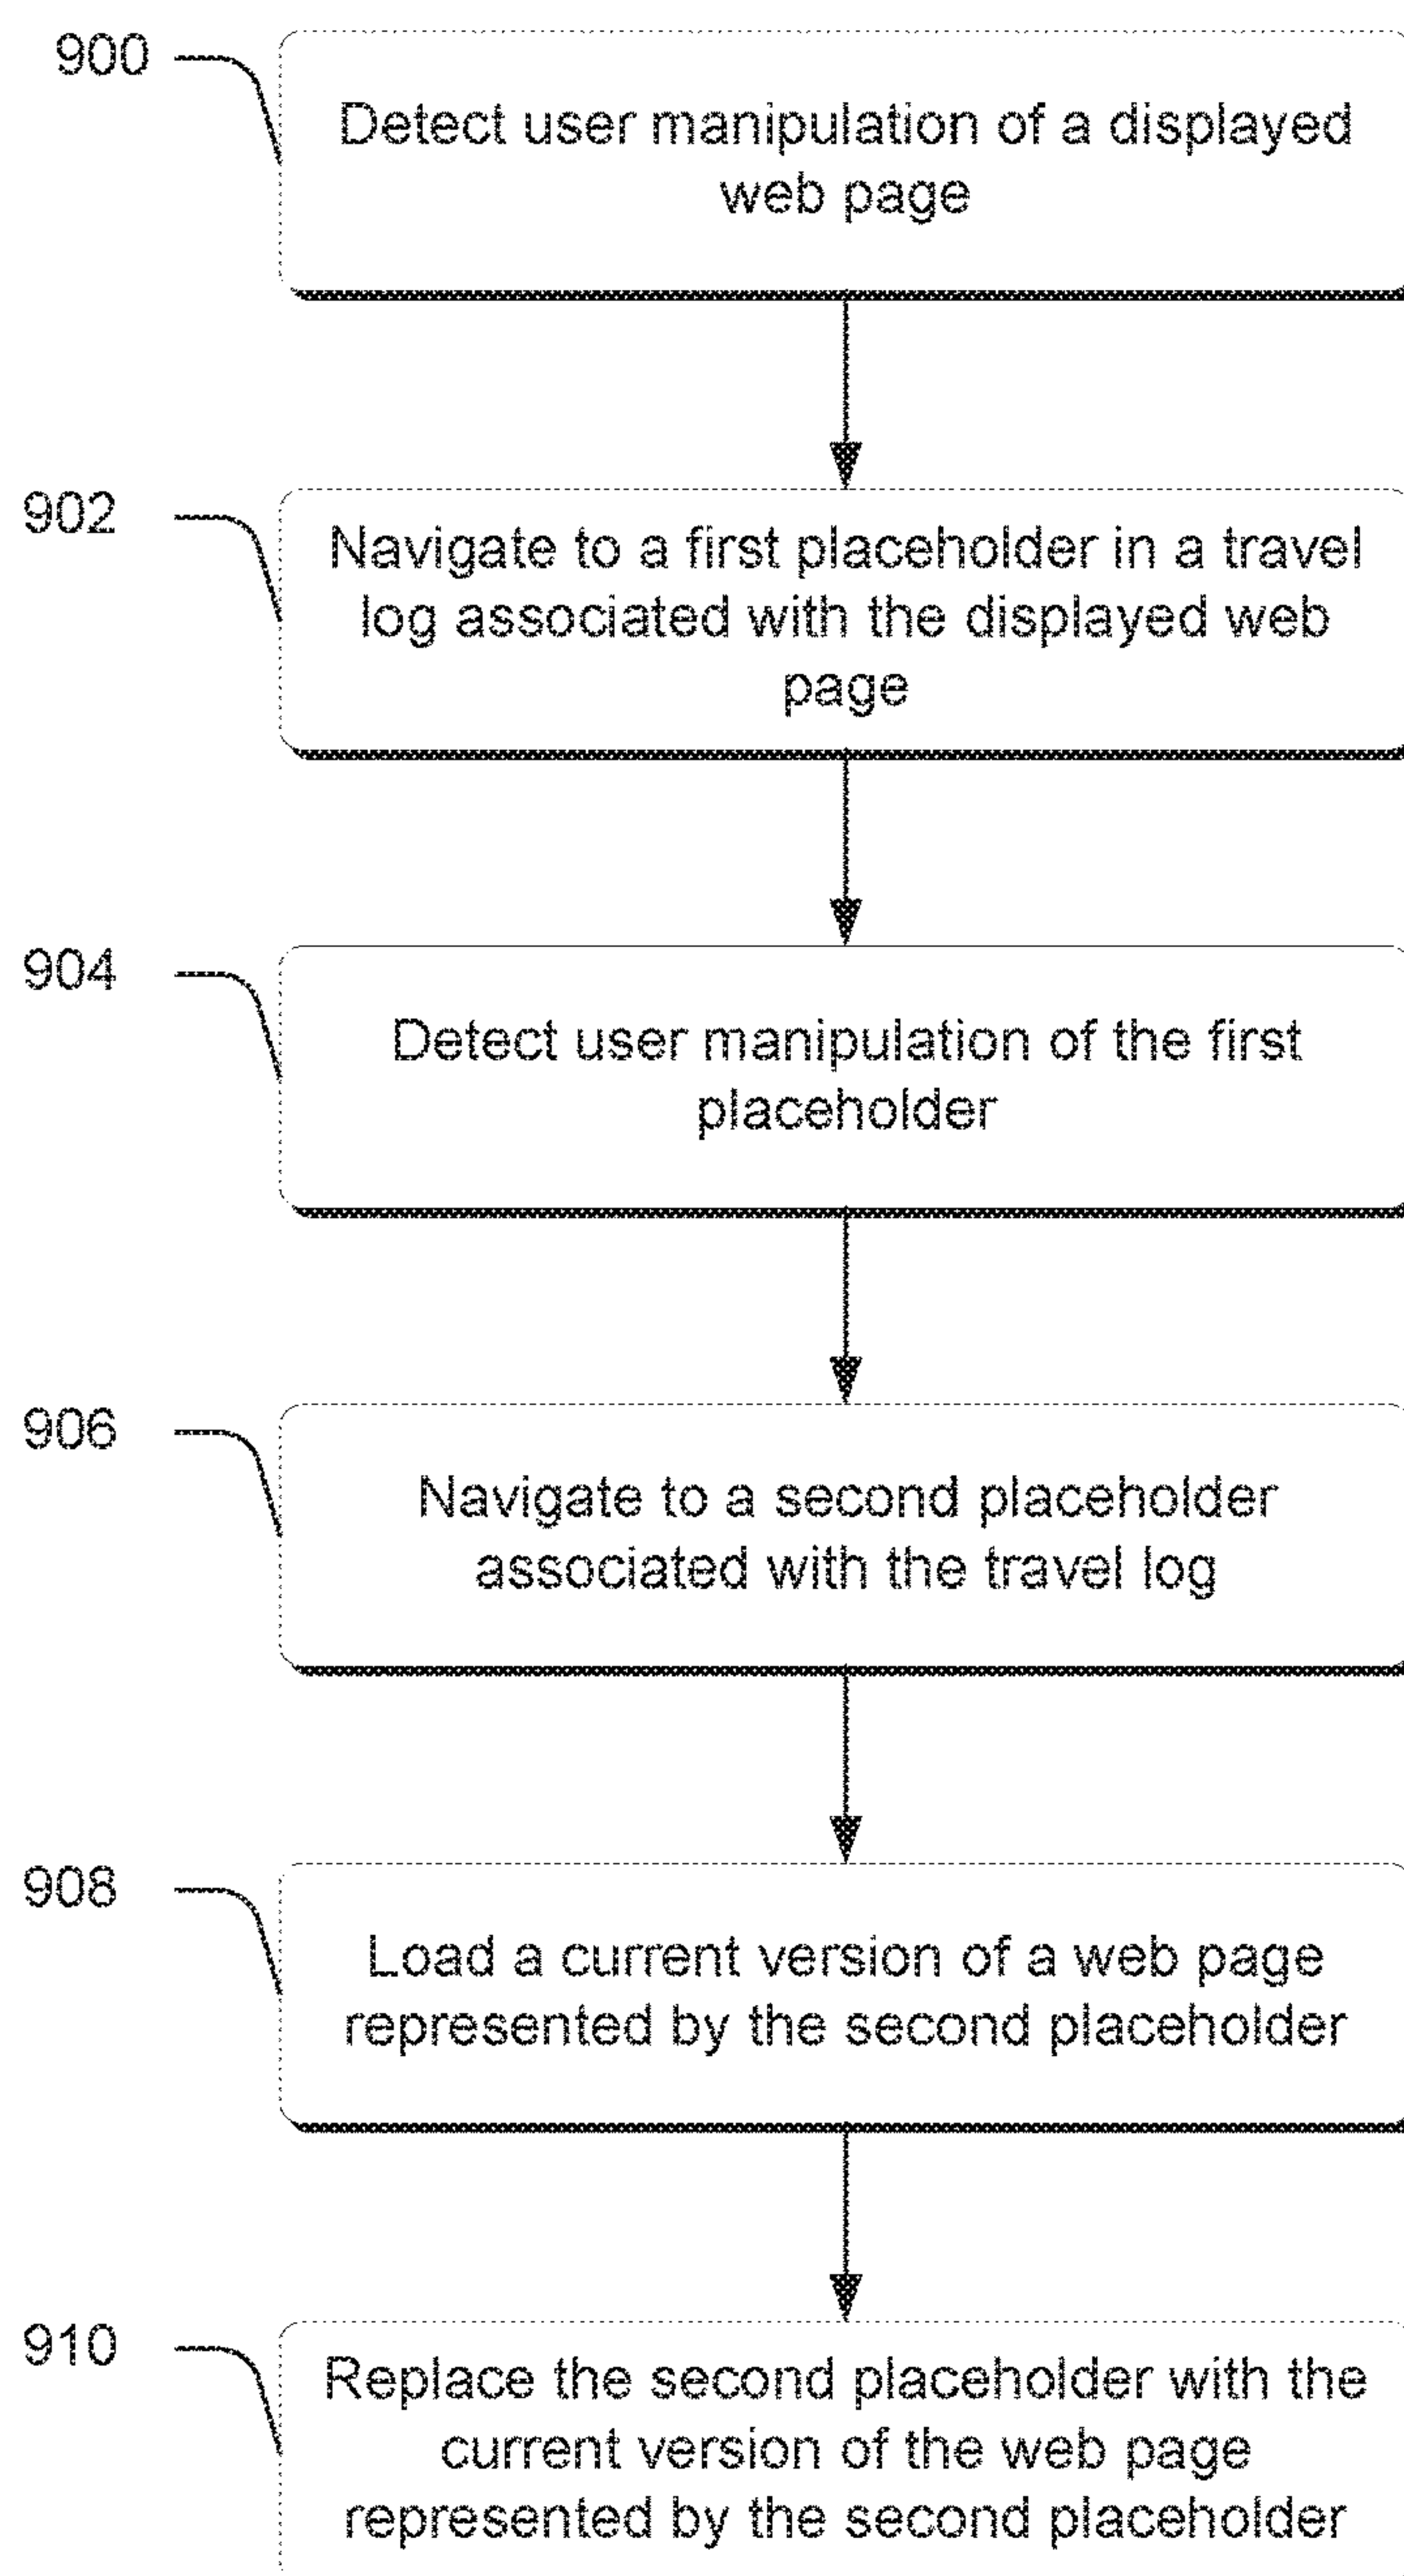 900
Detect user manipulation of a displayed
web page
902
Navigate to a first placeholder in a travel
log associated with the displayed web
page
904
Detect user manipulation of the first
placeholder
906
Navigate to a second placeholder
associated with the travel log
908
Load a current version of a web page
represented by the second placeholder
910
Replace the second placeholder with the
current version of the web page
represented by the second placeholder